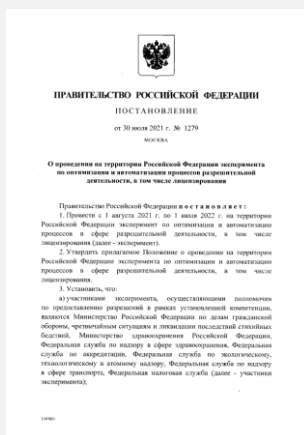 ПРАВИТЕЛЬСТВО РОССИЙСКОЙ ФЕДЕРАЦИИ
ПОСТАНОВЛЕНИЕ
от 30 июля 2021 г. № 1279
МОСКВА
О проведении на территории Российской Федерации эксперимента
по оптимизации и автоматизации процессов разрешительной
деятельности, в том числе лицензирования
Правительство Российской Федерации постановляет:
1. Провести с 1 августа 2021 г. по 1 июля 2022 г. на территории
Российской Федерации эксперимент по оптимизации и автоматизации
процессов в сфере разрешительной деятельности, в том числе
лицензирования (далее - эксперимент).
2. Утвердить прилагаемое Положение о проведении на территории
Российской Федерации эксперимента по оптимизации и автоматизации
процессов в сфере разрешительной деятельности, в том числе
лицензирования.
3. Установить, что:
а) участниками эксперимента, осуществляющими полномочия
по предоставлению разрешений в рамках установленной компетенции,
являются Министерство Российской Федерации по делам гражданской
обороны, чрезвычайным ситуациям и ликвидации последствий стихийных
бедствий, Министерство здравоохранения Российской Федерации,
Федеральная служба по надзору в сфере здравоохранения, Федеральная
служба по аккредитации, Федеральная служба по экологическому,
технологическому и атомному надзору, Федеральная служба по надзору
в сфере транспорта, Федеральная налоговая служба (далее - участники
эксперимента);